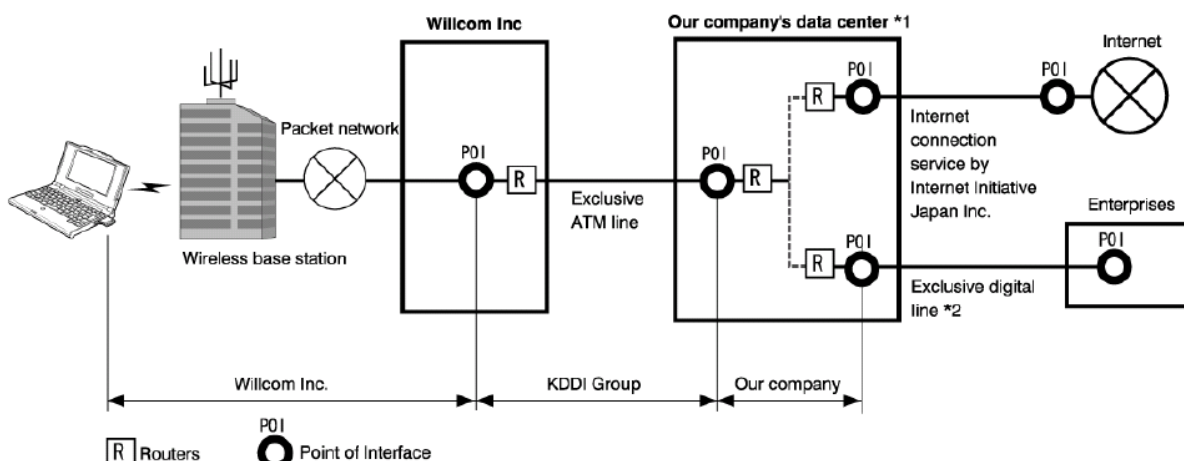 Willcom Inc
Our company's data center *1
Internet
POI
POI
R
Packet network
Internet
connection
service by
Internet Initiative
Japan Inc.
POI
R
POI
R
Exclusive
ATM line
Enterprises
POI
POI
R
Wireless base station
Exclusive digital
line *2
Willcom Inc.
KDDI Group
Our company
POI
R Routers
Point of Interface